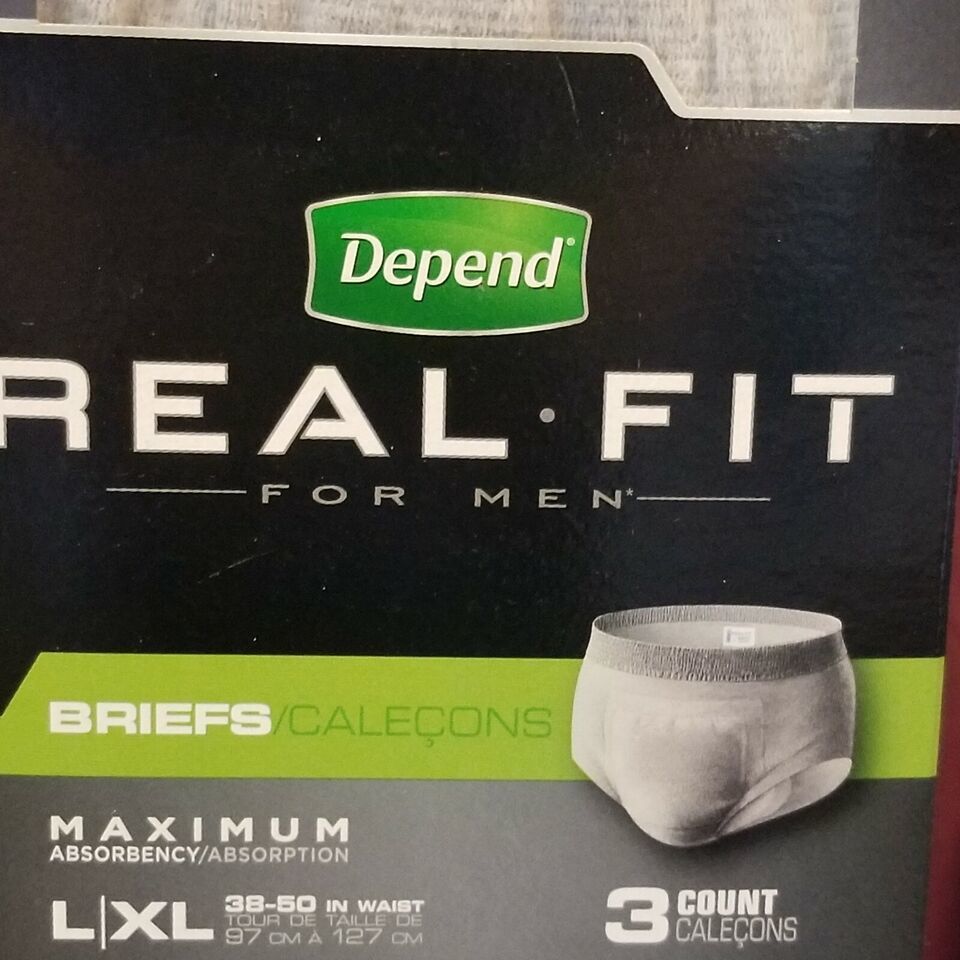 Depend®
REAL·FIT
FOR MEN*
BRIEFS/CALEÇONS
MAXIMUM
ABSORBENCY/ABSORPTION
L|XL
38-50 IN WAIST
TOUR DE TAILLE DE
97 CM À 127 CM
3 COUNT
CALEÇONS